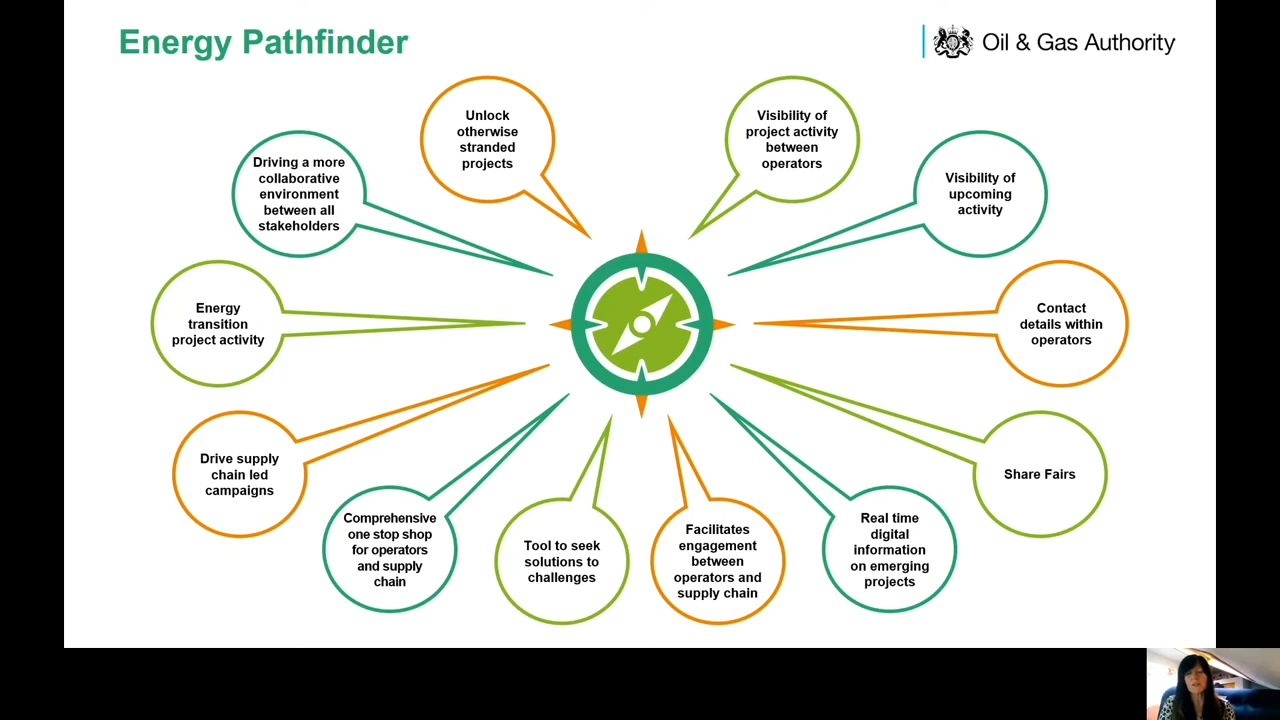 Energy Pathfinder
Oil & Gas Authority
Unlock
otherwise
stranded
projects
Visibility of
project activity
between
operators
Driving a more
collaborative
environment
between all
stakeholders
Visibility of
upcoming
activity
Energy
transition
project activity
Contact
details within
operators
Drive supply
chain led
campaigns
Share Fairs
Comprehensive
one stop shop
for operators
and supply
chain
Tool to seek
solutions to
challenges
Facilitates
engagement
between
operators and
supply chain
Real time
digital
information
on emerging
projects